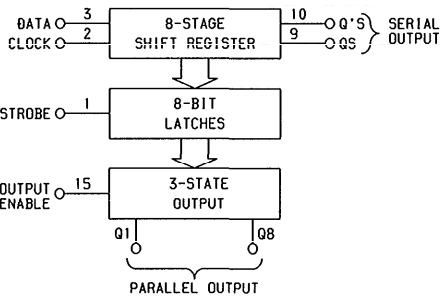 DATA 3 8-STAGE 10 Q'S SERIAL
CLOCK 2 SHIFT REGISTER 9 QS OUTPUT
STROBE 1 8-BIT
LATCHES
OUTPUT 15 3-STATE
ENABLE OUTPUT
Q1 Q8
PARALLEL OUTPUT